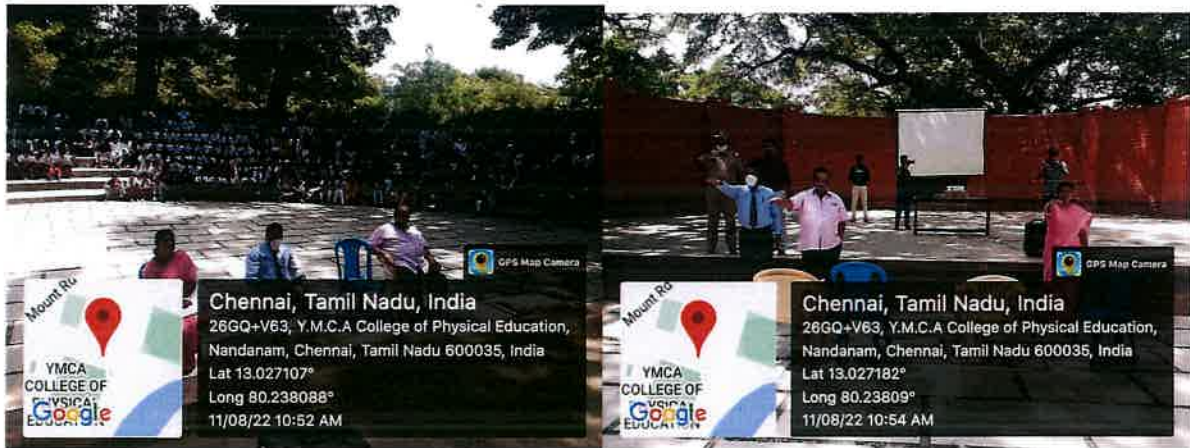 GPS Map Camera
Mount Rd
YMCA
COLLEGE OF
PHYSICAL
EDUCATION
Google
Chennai, Tamil Nadu, India
26GQ+V63, Y.M.C.A College of Physical Education,
Nandanam, Chennai, Tamil Nadu 600035, India
Lat 13.027107°
Long 80.238088°
11/08/22 10:52 AM
GPS Map Camera
Mount Rd
YMCA
COLLEGE OF
PHYSICAL
EDUCATION
Google
Chennai, Tamil Nadu, India
26GQ+V63, Y.M.C.A College of Physical Education,
Nandanam, Chennai, Tamil Nadu 600035, India
Lat 13.027182°
Long 80.23809°
11/08/22 10:54 AM